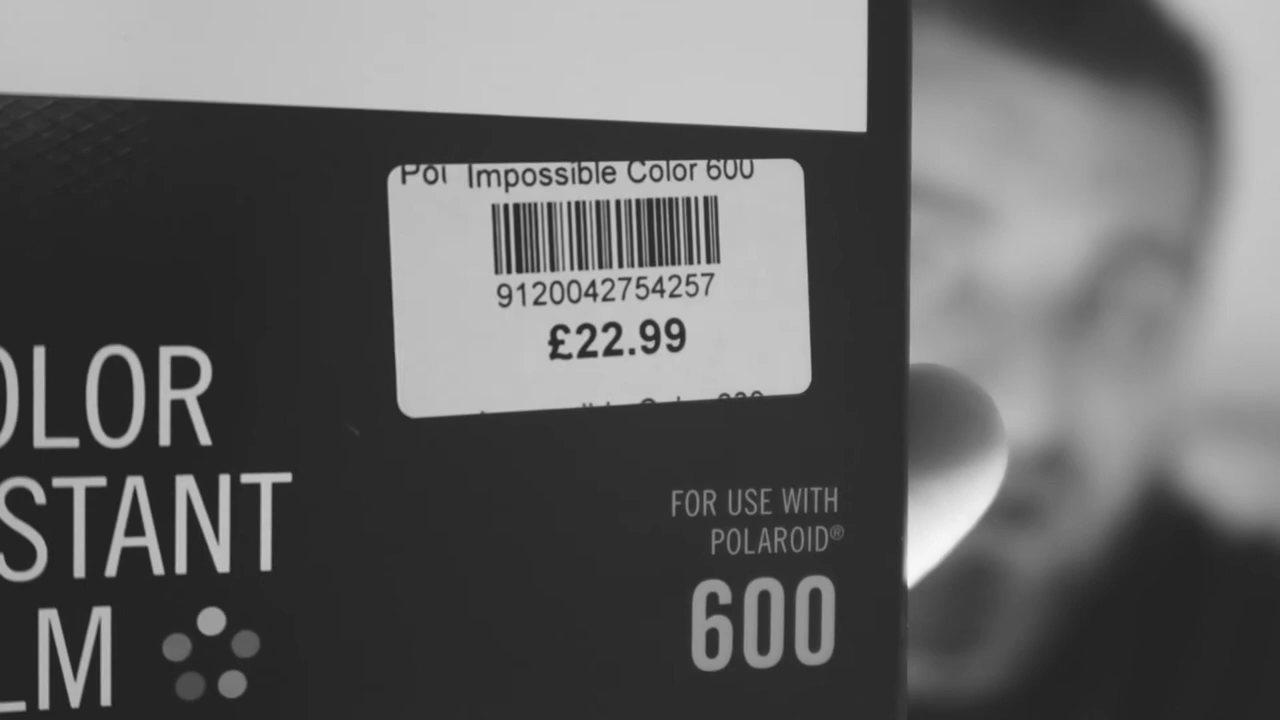 Pol Impossible Color 600
9120042754257
£22.99
OLOR
STANT
LM
FOR USE WITH
POLAROID®
600